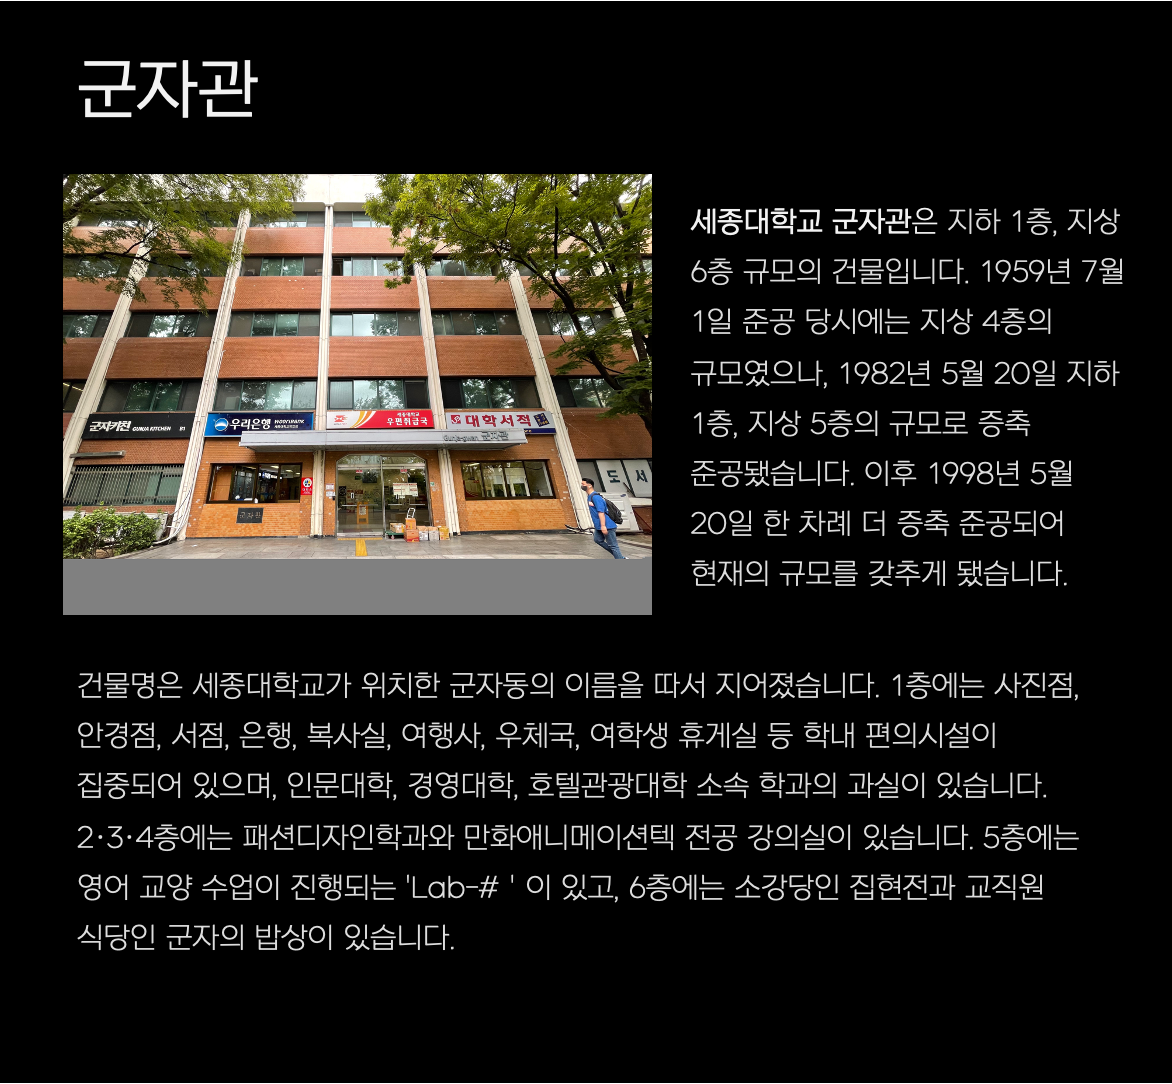 군자관
군자키친 GUNJA KITCHEN B1
우리은행 WOORI BANK
세종대학교
우편취급국
대학서적
Gunja-gwan 군자관
도서
군자관
세종대학교 군자관은 지하 1층, 지상
6층 규모의 건물입니다. 1959년 7월
1일 준공 당시에는 지상 4층의
규모였으나, 1982년 5월 20일 지하
1층, 지상 5층의 규모로 증축
준공됐습니다. 이후 1998년 5월
20일 한 차례 더 증축 준공되어
현재의 규모를 갖추게 됐습니다.
건물명은 세종대학교가 위치한 군자동의 이름을 따서 지어졌습니다. 1층에는 사진점,
안경점, 서점, 은행, 복사실, 여행사, 우체국, 여학생 휴게실 등 학내 편의시설이
집중되어 있으며, 인문대학, 경영대학, 호텔관광대학 소속 학과의 과실이 있습니다.
2·3·4층에는 패션디자인학과와 만화애니메이션텍 전공 강의실이 있습니다. 5층에는
영어 교양 수업이 진행되는 'Lab-# ' 이 있고, 6층에는 소강당인 집현전과 교직원
식당인 군자의 밥상이 있습니다.